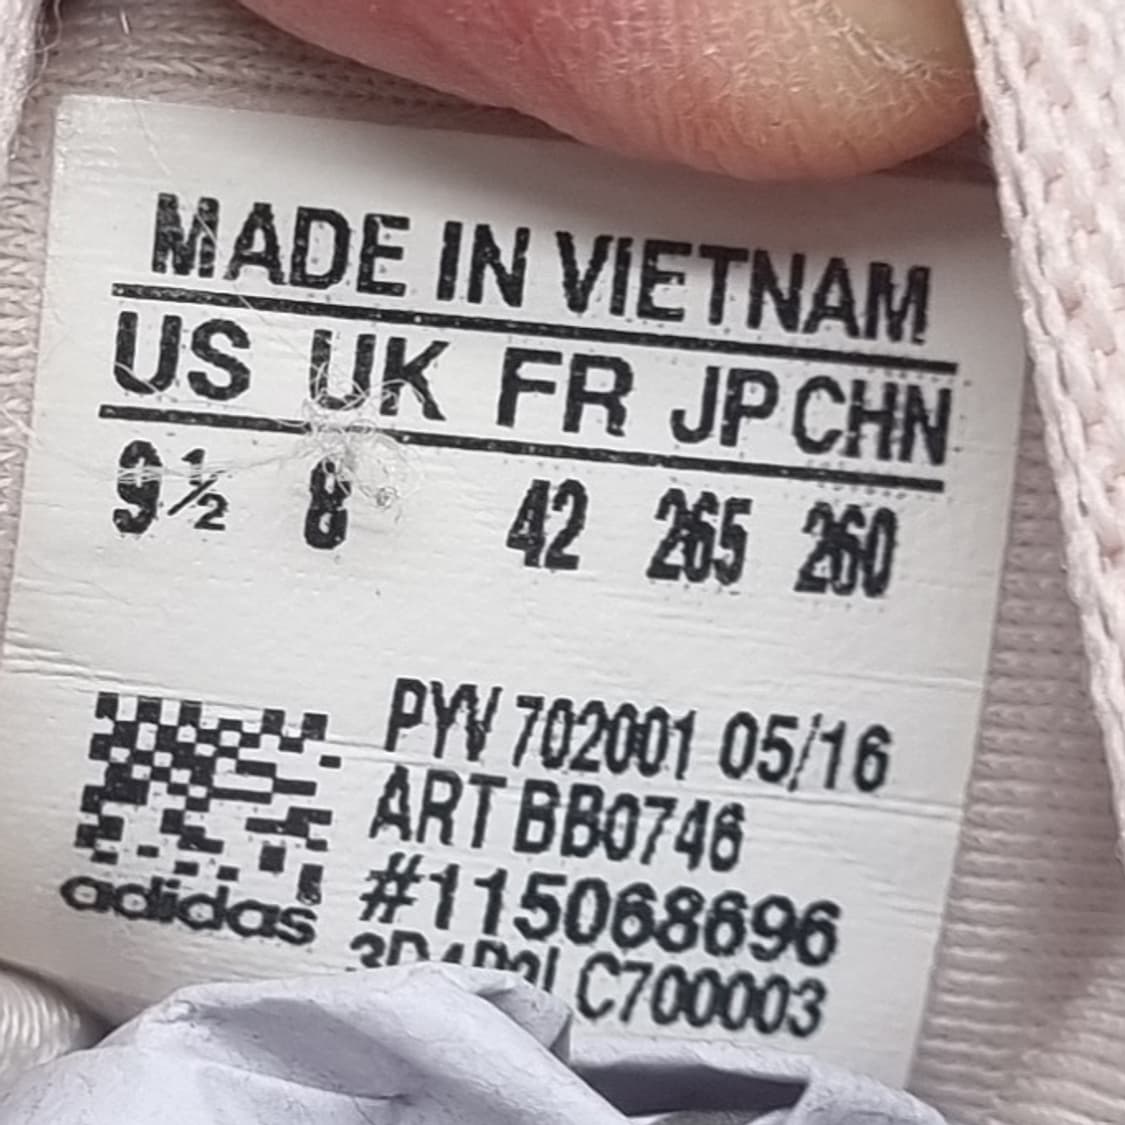 MADE IN VIETNAM
US UK FR JP CHN
9½ 8 42 265 260
PYV 702001 05/16
ART BB0746
#115068696
adidas
C700003